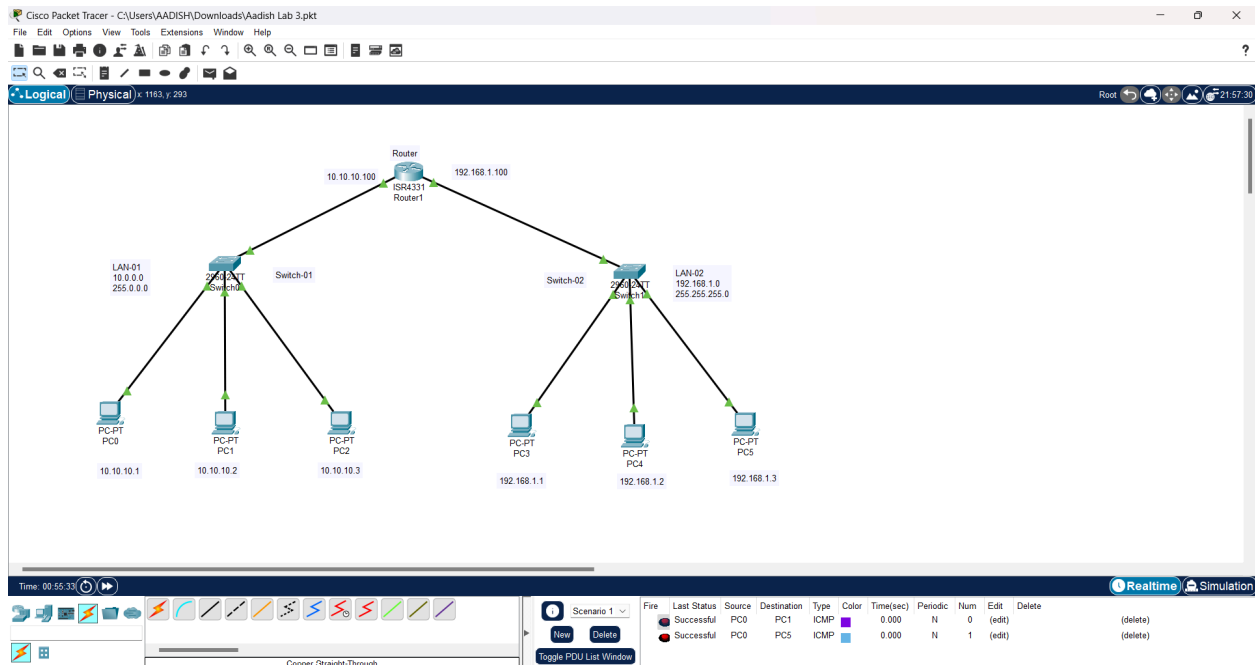 Cisco Packet Tracer - C:\Users\AADISH\Downloads\Aadish Lab 3.pkt
File Edit Options View Tools Extensions Window Help
?
Logical Physical x: 1163, y: 293
Root 21:57:30
Router
10.10.10.100
192.168.1.100
ISR4331
Router1
LAN-01
10.0.0.0
255.0.0.0
2960-24TT
Switch0
Switch-01
Switch-02
2960-24TT
Switch1
LAN-02
192.168.1.0
255.255.255.0
PC-PT
PC0
10.10.10.1
PC-PT
PC1
10.10.10.2
PC-PT
PC2
10.10.10.3
PC-PT
PC3
192.168.1.1
PC-PT
PC4
192.168.1.2
PC-PT
PC5
192.168.1.3
Time: 00:55:33
Realtime Simulation
Scenario 1
New Delete
Toggle PDU List Window
Fire Last Status Source Destination Type Color Time(sec) Periodic Num Edit Delete
Successful PC0 PC1 ICMP 0.000 N 0 (edit) (delete)
Successful PC0 PC5 ICMP 0.000 N 1 (edit) (delete)
Copper Straight-Through